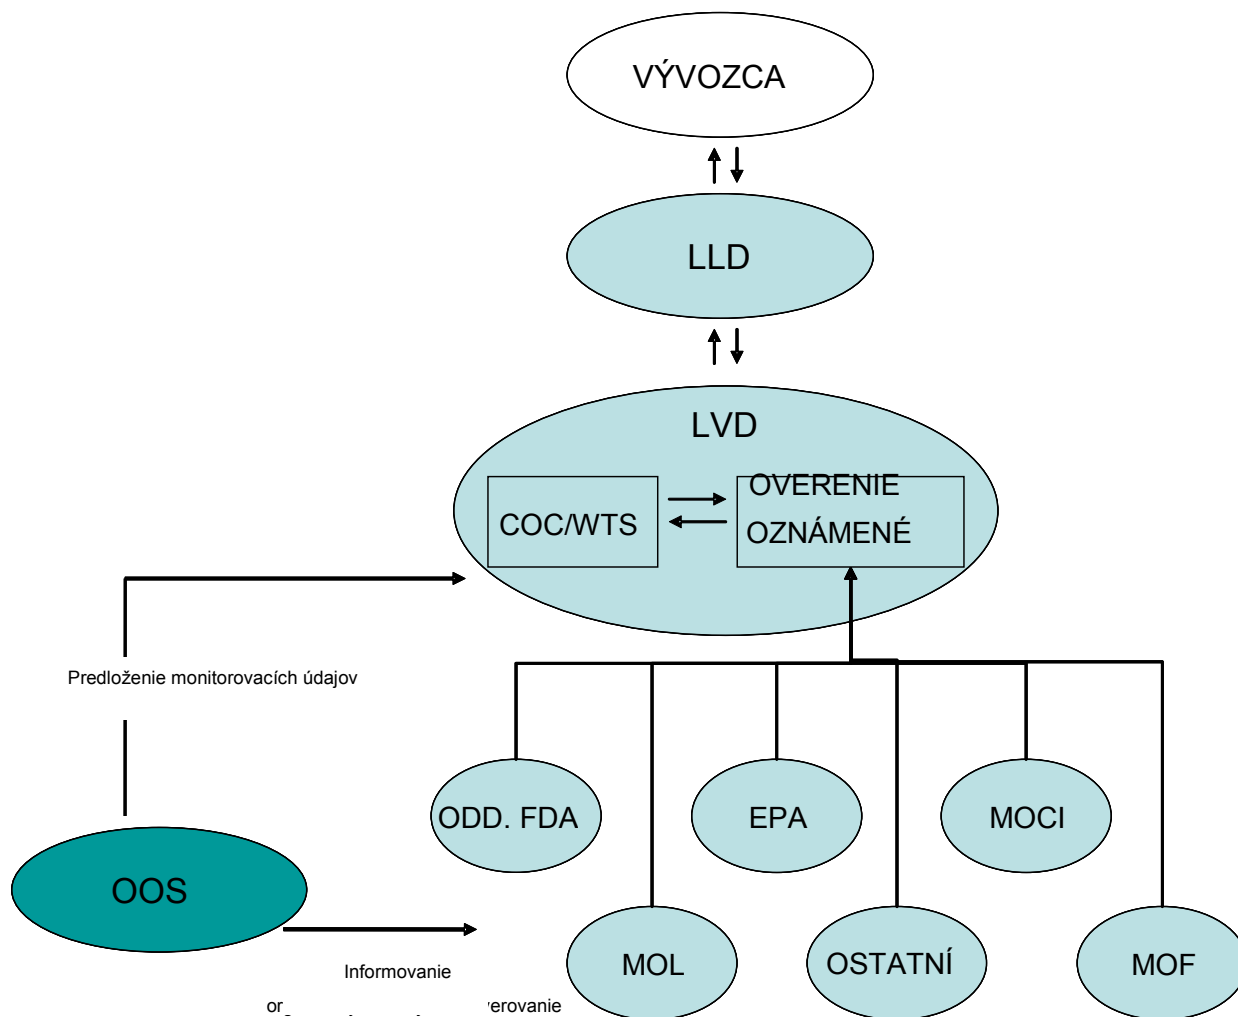 VÝVOZCA
LLD
LVD
OVERENIE
COC/WTS
OZNÁMENÉ
Predloženie monitorovacích údajov
ODD. FDA
EPA
MOCI
OOS
MOL
OSTATNÍ
MOF
Informovanie